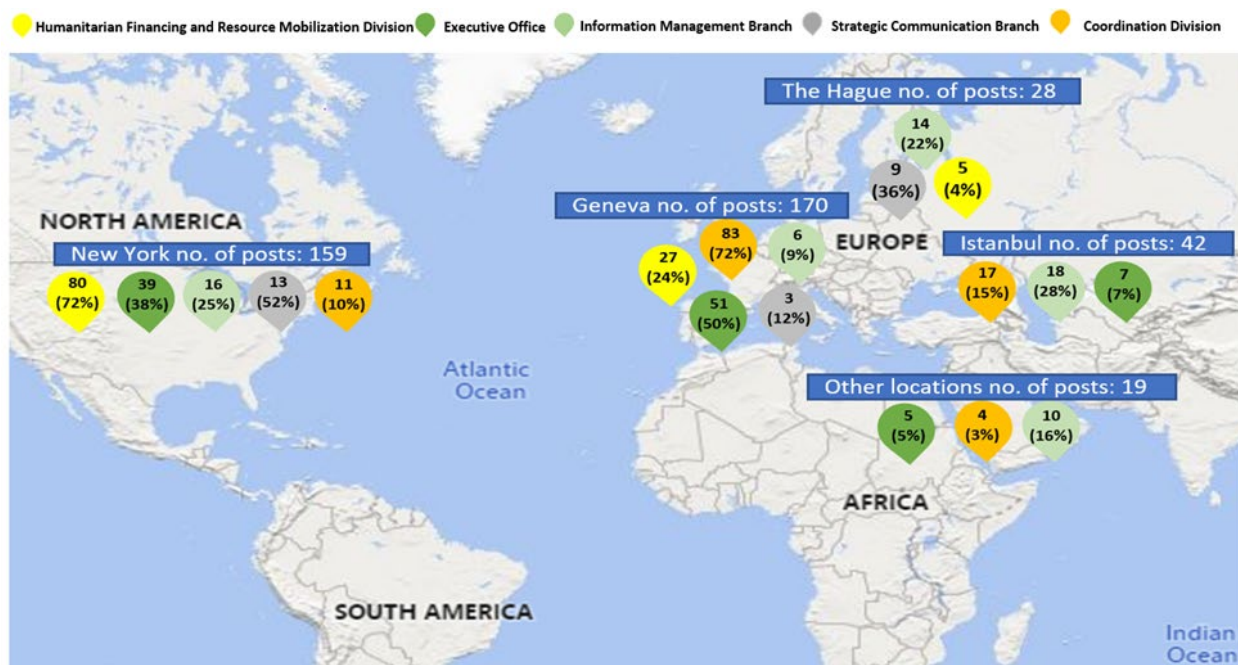 Humanitarian Financing and Resource Mobilization Division Executive Office Information Management Branch Strategic Communication Branch Coordination Division
The Hague no. of posts: 28
14
(22%)
9
(36%)
5
(4%)
NORTH AMERICA
New York no. of posts: 159
80
(72%)
39
(38%)
16
(25%)
13
(52%)
11
(10%)
Geneva no. of posts: 170
27
(24%)
83
(72%)
6
(9%)
51
(50%)
3
(12%)
EUROPE
Istanbul no. of posts: 42
17
(15%)
18
(28%)
7
(7%)
Atlantic
Ocean
Other locations no. of posts: 19
5
(5%)
4
(3%)
10
(16%)
AFRICA
SOUTH AMERICA
Indian
Ocean